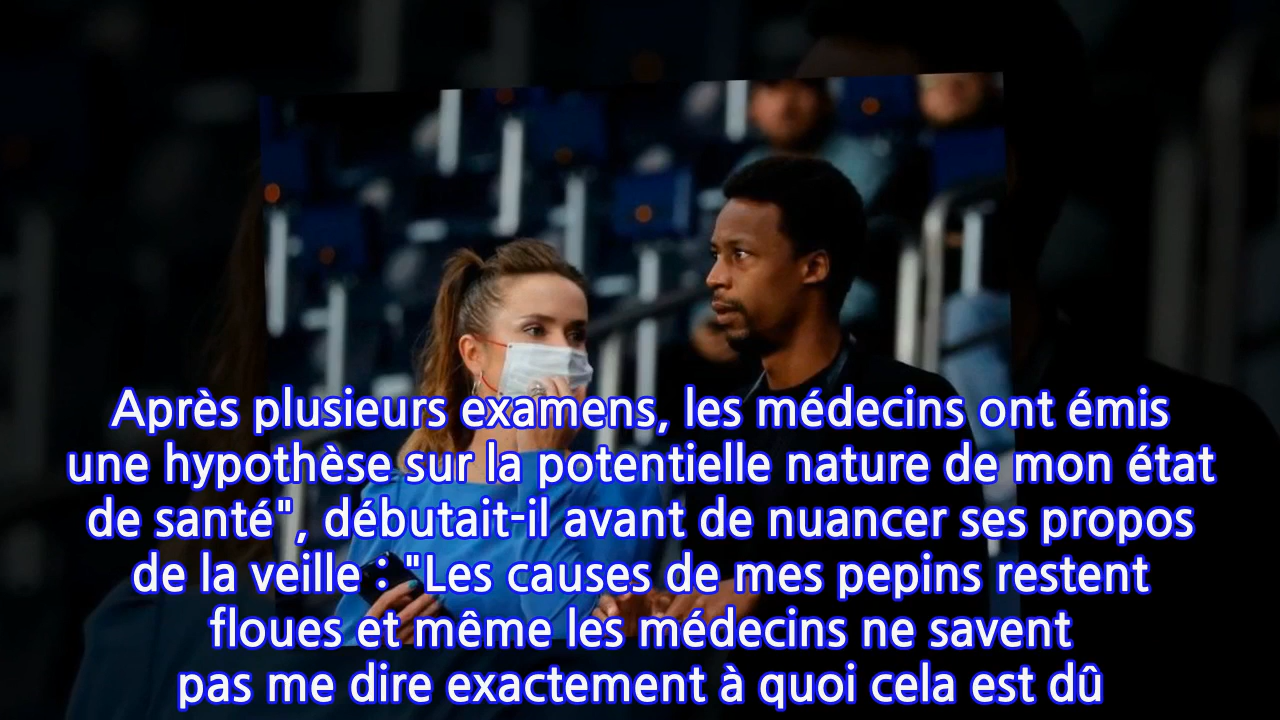 Après plusieurs examens, les médecins ont émis
une hypothèse sur la potentielle nature de mon état
de santé", débutait-il avant de nuancer ses propos
de la veille : "Les causes de mes pepins restent
floues et même les médecins ne savent
pas me dire exactement à quoi cela est dû